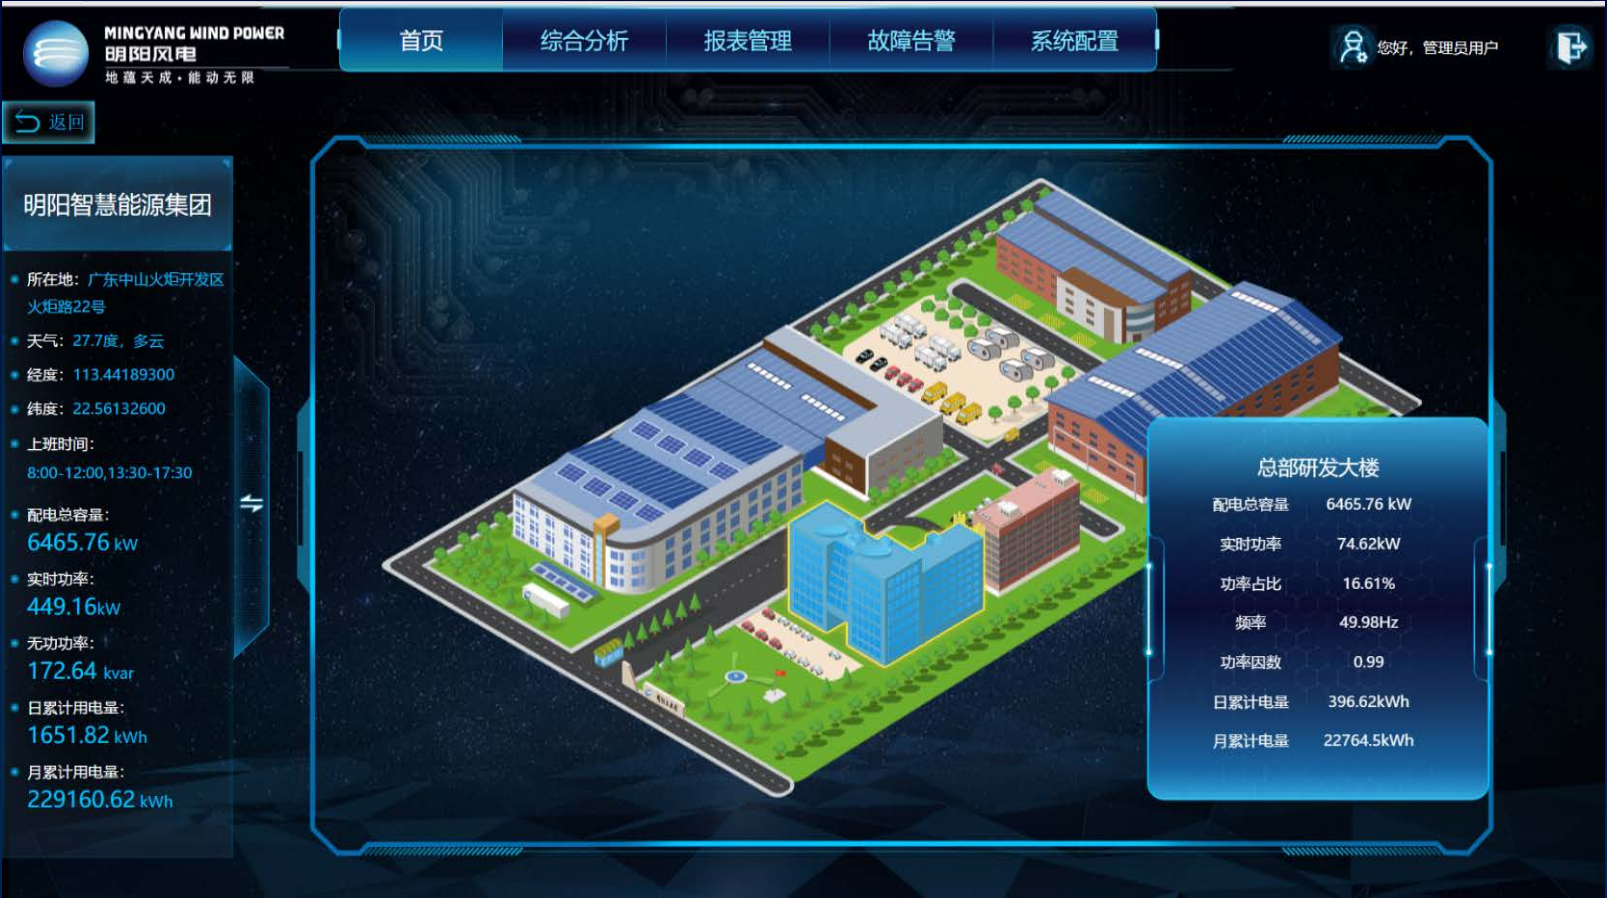 MINGYANG WIND POWER
明阳风电
地蕴天成·能动无限
首页
综合分析
报表管理
故障告警
系统配置
您好，管理员用户
返回
明阳智慧能源集团
所在地：广东中山火炬开发区
火炬路22号
天气：27.7度，多云
经度：113.44189300
纬度：22.56132600
上班时间：
8:00-12:00,13:30-17:30
配电总容量：
6465.76 kW
实时功率：
449.16kW
无功功率：
172.64 kvar
日累计用电量：
1651.82 kWh
月累计用电量：
229160.62 kWh
总部研发大楼
配电总容量 6465.76 kW
实时功率 74.62kW
功率占比 16.61%
频率 49.98Hz
功率因数 0.99
日累计电量 396.62kWh
月累计电量 22764.5kWh